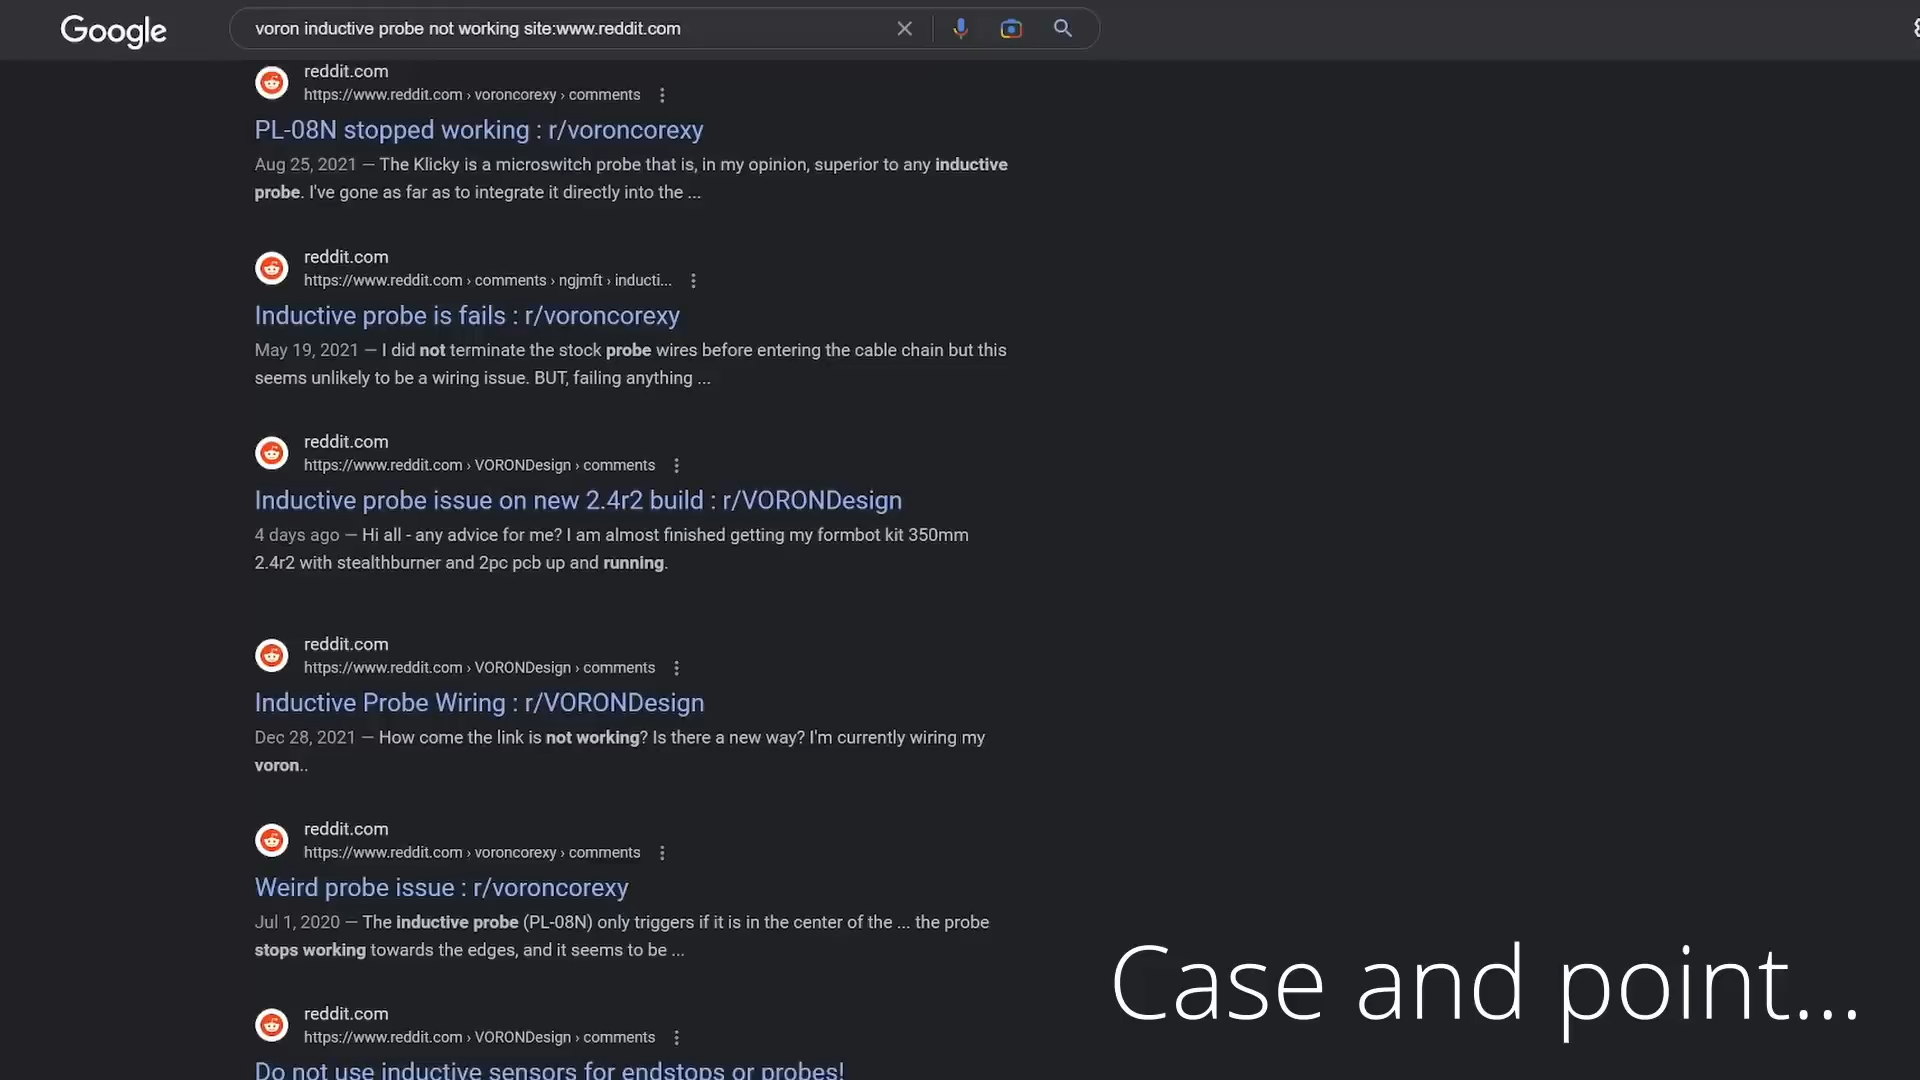 Google
voron inductive probe not working site:www.reddit.com
reddit.com
https://www.reddit.com › voroncorexy › comments
PL-08N stopped working : r/voroncorexy
Aug 25, 2021 — The Klicky is a microswitch probe that is, in my opinion, superior to any inductive
probe. I've gone as far as to integrate it directly into the ...
reddit.com
https://www.reddit.com › comments › ngjmft › inducti...
Inductive probe is fails : r/voroncorexy
May 19, 2021 — I did not terminate the stock probe wires before entering the cable chain but this
seems unlikely to be a wiring issue. BUT, failing anything ...
reddit.com
https://www.reddit.com › VORONDesign › comments
Inductive probe issue on new 2.4r2 build : r/VORONDesign
4 days ago — Hi all - any advice for me? I am almost finished getting my formbot kit 350mm
2.4r2 with stealthburner and 2pc pcb up and running.
reddit.com
https://www.reddit.com › VORONDesign › comments
Inductive Probe Wiring : r/VORONDesign
Dec 28, 2021 — How come the link is not working? Is there a new way? I'm currently wiring my
voron..
reddit.com
https://www.reddit.com › voroncorexy › comments
Weird probe issue : r/voroncorexy
Jul 1, 2020 — The inductive probe (PL-08N) only triggers if it is in the center of the ... the probe
stops working towards the edges, and it seems to be ...
reddit.com
https://www.reddit.com › VORONDesign › comments
Do not use inductive sensors for endstops or probes!
Case and point...